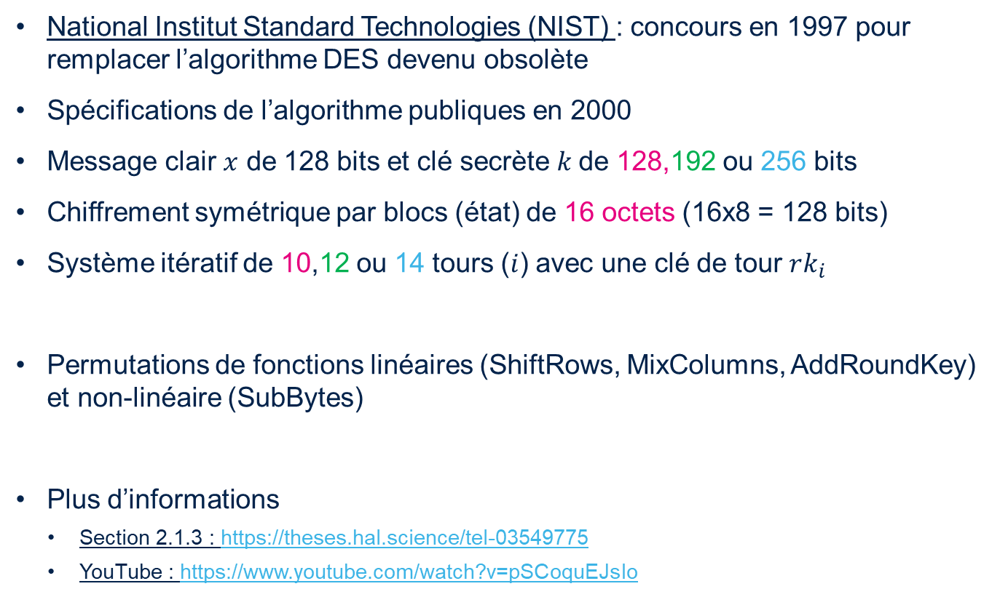 • National Institut Standard Technologies (NIST) : concours en 1997 pour
remplacer l’algorithme DES devenu obsolète
• Spécifications de l’algorithme publiques en 2000
• Message clair 𝑥 de 128 bits et clé secrète 𝑘 de 128,192 ou 256 bits
• Chiffrement symétrique par blocs (état) de 16 octets (16x8 = 128 bits)
• Système itératif de 10,12 ou 14 tours (𝑖) avec une clé de tour 𝑟𝑘ᵢ
• Permutations de fonctions linéaires (ShiftRows, MixColumns, AddRoundKey)
et non-linéaire (SubBytes)
• Plus d’informations
• Section 2.1.3 : https://theses.hal.science/tel-03549775
• YouTube : https://www.youtube.com/watch?v=pSCoquEJsIo